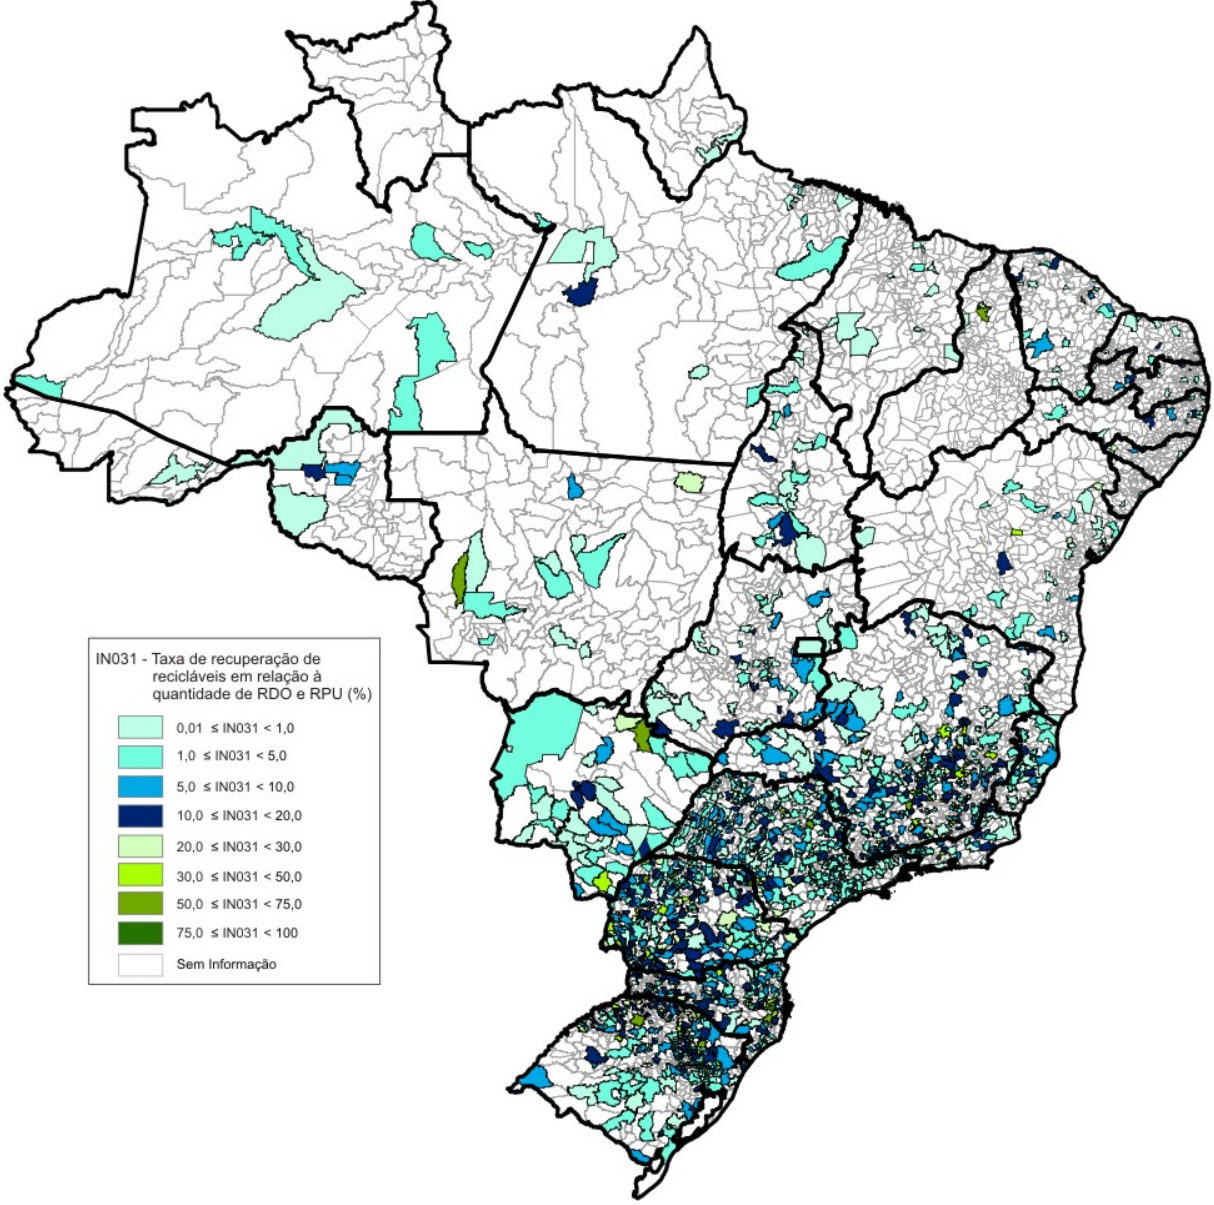 IN031 - Taxa de recuperação de
recicláveis em relação à
quantidade de RDO e RPU (%)
0,01 ≤ IN031 < 1,0
1,0 ≤ IN031 < 5,0
5,0 ≤ IN031 < 10,0
10,0 ≤ IN031 < 20,0
20,0 ≤ IN031 < 30,0
30,0 ≤ IN031 < 50,0
50,0 ≤ IN031 < 75,0
75,0 ≤ IN031 < 100
Sem Informação